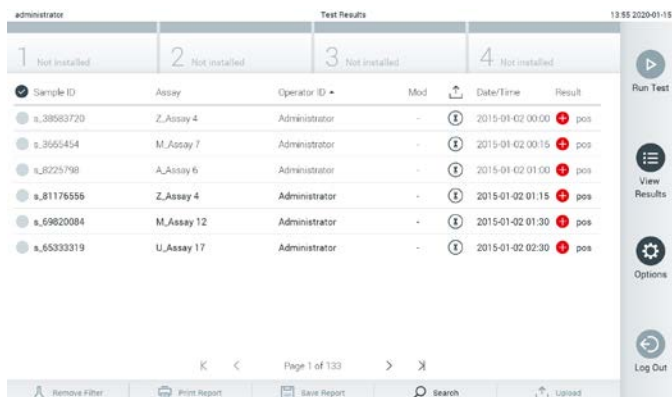 administrator Test Results 13:55 2020-01-15
1 Not installed 2 Not installed 3 Not installed 4 Not installed
Run Test
Sample ID Assay Operator ID Mod Date/Time Result
s_38583720 Z_Assay 4 Administrator - 2015-01-02 00:00 pos
s_3665454 M_Assay 7 Administrator - 2015-01-02 00:15 pos
s_8225798 A_Assay 6 Administrator - 2015-01-02 01:00 pos
s_81176556 Z_Assay 4 Administrator - 2015-01-02 01:15 pos
s_69820084 M_Assay 12 Administrator - 2015-01-02 01:30 pos
s_65333319 U_Assay 17 Administrator - 2015-01-02 02:30 pos
View
Results
Options
Page 1 of 133
Log Out
Remove Filter Print Report Save Report Search Upload